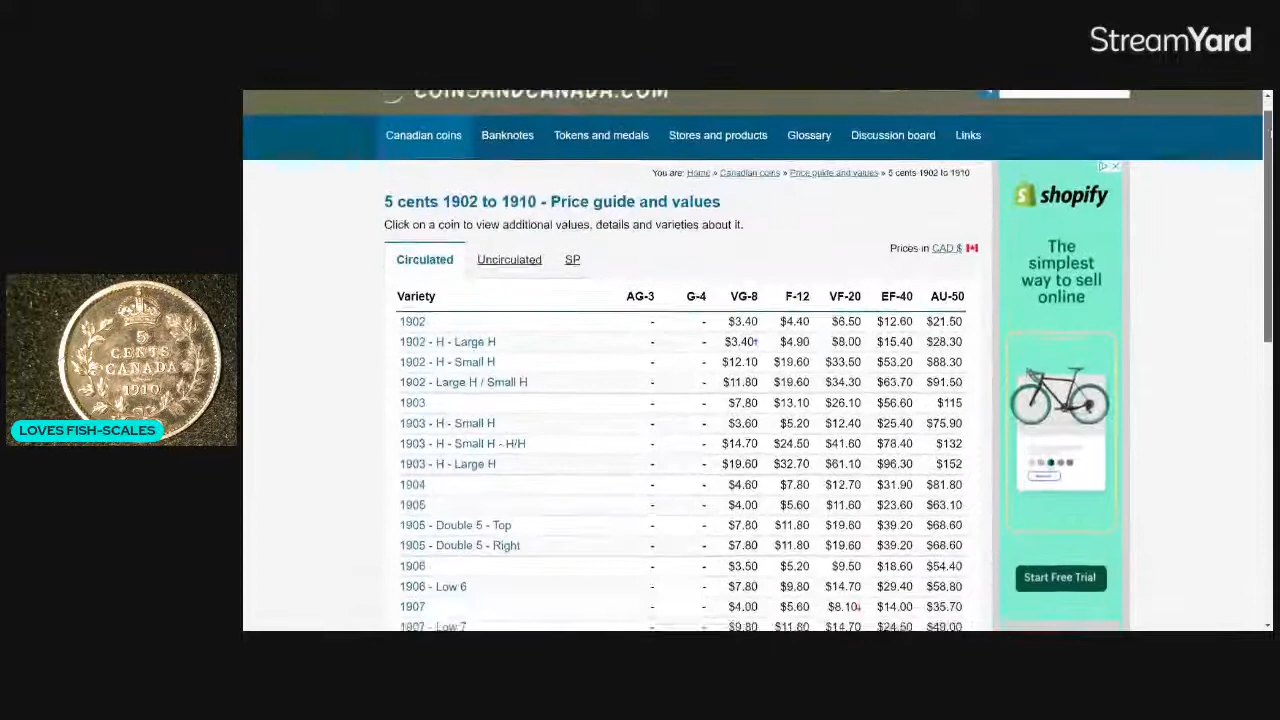 StreamYard
COINSANDCANADA.COM
Canadian coins Banknotes Tokens and medals Stores and products Glossary Discussion board Links
You are: Home » Canadian coins » Price guide and values » 5 cents 1902 to 1910
5 cents 1902 to 1910 - Price guide and values
Click on a coin to view additional values, details and varieties about it.
Prices in CAD $
Circulated Uncirculated SP
Variety AG-3 G-4 VG-8 F-12 VF-20 EF-40 AU-50
1902 - - $3.40 $4.40 $6.50 $12.60 $21.50
1902 - H - Large H - - $3.40 $4.90 $8.00 $15.40 $28.30
1902 - H - Small H - - $12.10 $19.60 $33.50 $53.20 $88.30
1902 - Large H / Small H - - $11.80 $19.60 $34.30 $63.70 $91.50
1903 - - $7.80 $13.10 $26.10 $56.60 $115
1903 - H - Small H - - $3.60 $5.20 $12.40 $25.40 $75.90
1903 - H - Small H - H/H - - $14.70 $24.50 $41.60 $78.40 $132
1903 - H - Large H - - $19.60 $32.70 $61.10 $96.30 $152
1904 - - $4.60 $7.80 $12.70 $31.90 $81.80
1905 - - $4.00 $5.60 $11.60 $23.60 $63.10
1905 - Double 5 - Top - - $7.80 $11.80 $19.60 $39.20 $68.60
1905 - Double 5 - Right - - $7.80 $11.80 $19.60 $39.20 $68.60
1906 - - $3.50 $5.20 $9.50 $18.60 $54.40
1906 - Low 6 - - $7.80 $9.80 $14.70 $29.40 $58.80
1907 - - $4.00 $5.60 $8.10 $14.00 $35.70
1907 - Low 7 - - $9.80 $11.80 $14.70 $24.50 $49.00
shopify
The
simplest
way to sell
online
Start Free Trial
5
CENTS
CANADA
1910
LOVES FISH-SCALES